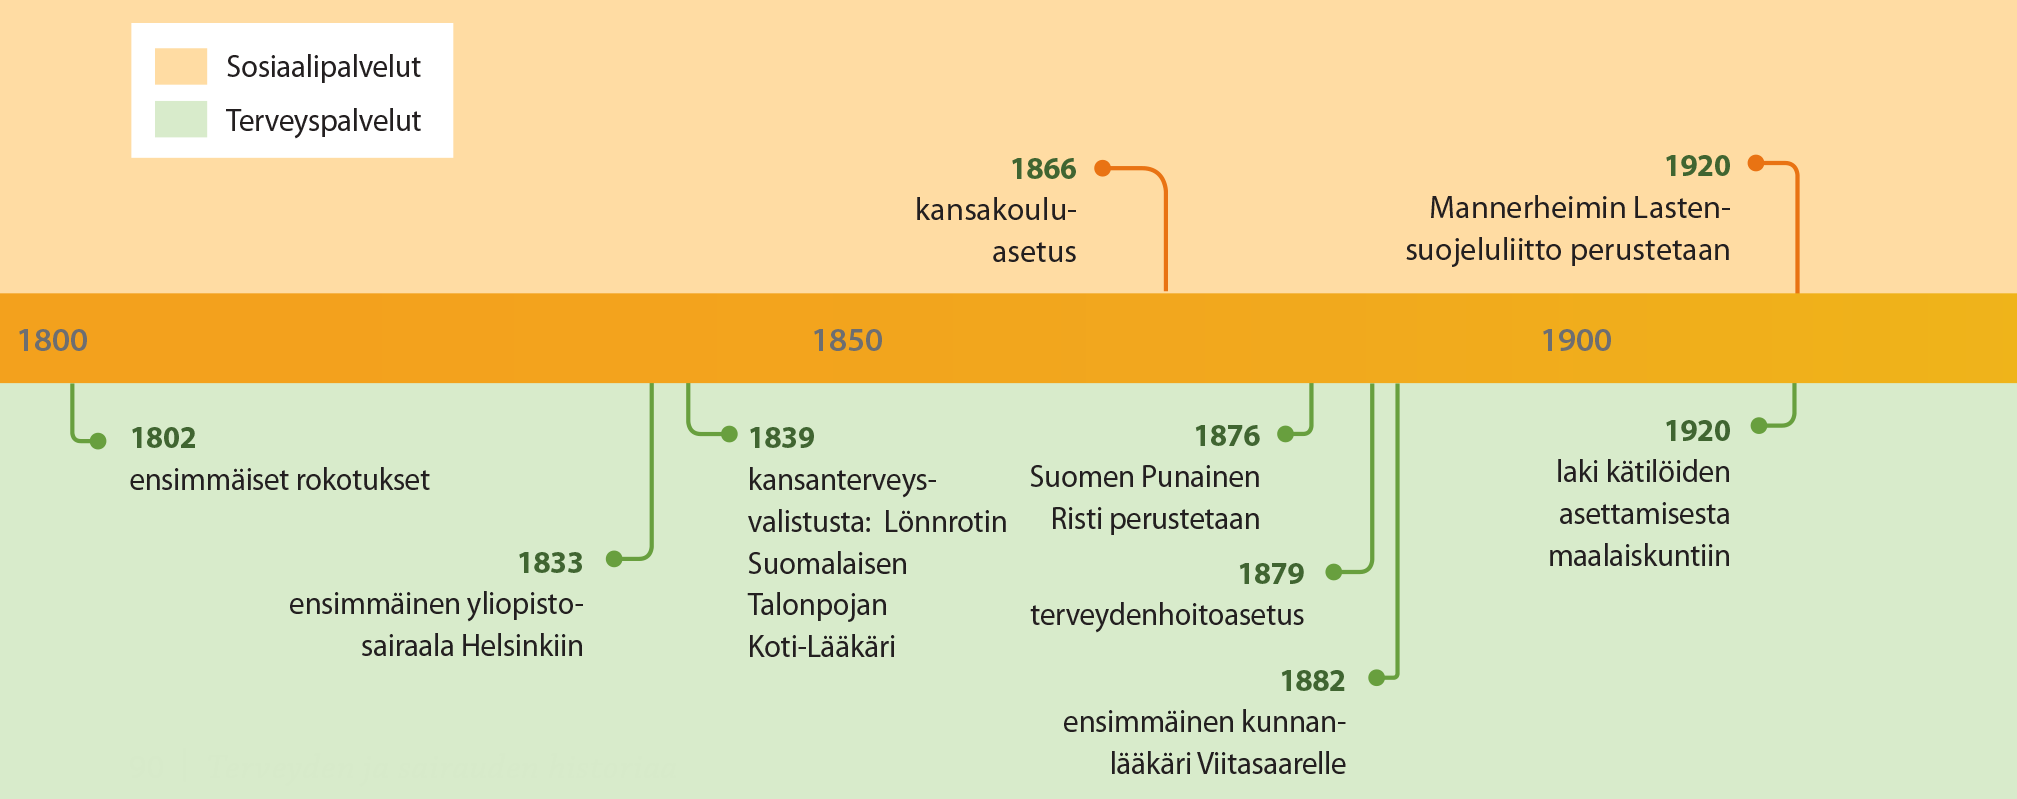 Sosiaalipalvelut
Terveyspalvelut
1866
kansakoulu-
asetus
1920
Mannerheimin Lasten-
suojeluliitto perustetaan
1800
1850
1900
1802
ensimmäiset rokotukset
1833
ensimmäinen yliopisto-
sairaala Helsinkiin
1839
kansanterveys-
valistusta: Lönnrotin
Suomalaisen
Talonpojan
Koti-Lääkäri
1876
Suomen Punainen
Risti perustetaan
1879
terveydenhoitoasetus
1882
ensimmäinen kunnan-
lääkäri Viitasaarelle
1920
laki kätilöiden
asettamisesta
maalaiskuntiin